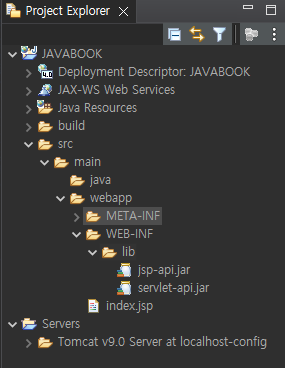 Project Explorer
JAVABOOK
Deployment Descriptor: JAVABOOK
JAX-WS Web Services
Java Resources
build
src
main
java
webapp
META-INF
WEB-INF
lib
jsp-api.jar
servlet-api.jar
index.jsp
Servers
Tomcat v9.0 Server at localhost-config